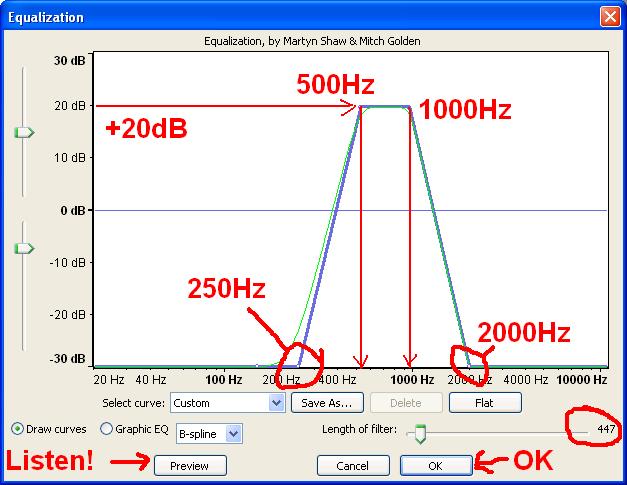 Equalization
Equalization, by Martyn Shaw & Mitch Golden
30 dB
500Hz
20 dB
1000Hz
+20dB
10 dB
0 dB
-10 dB
250Hz
-20 dB
2000Hz
-30 dB
20 Hz 40 Hz 100 Hz 200 Hz 400 Hz 1000 Hz 2000 Hz 4000 Hz 10000 Hz
Select curve: Custom Save As... Delete Flat
Draw curves Graphic EQ B-spline Length of filter: 447
Listen! Preview Cancel OK OK